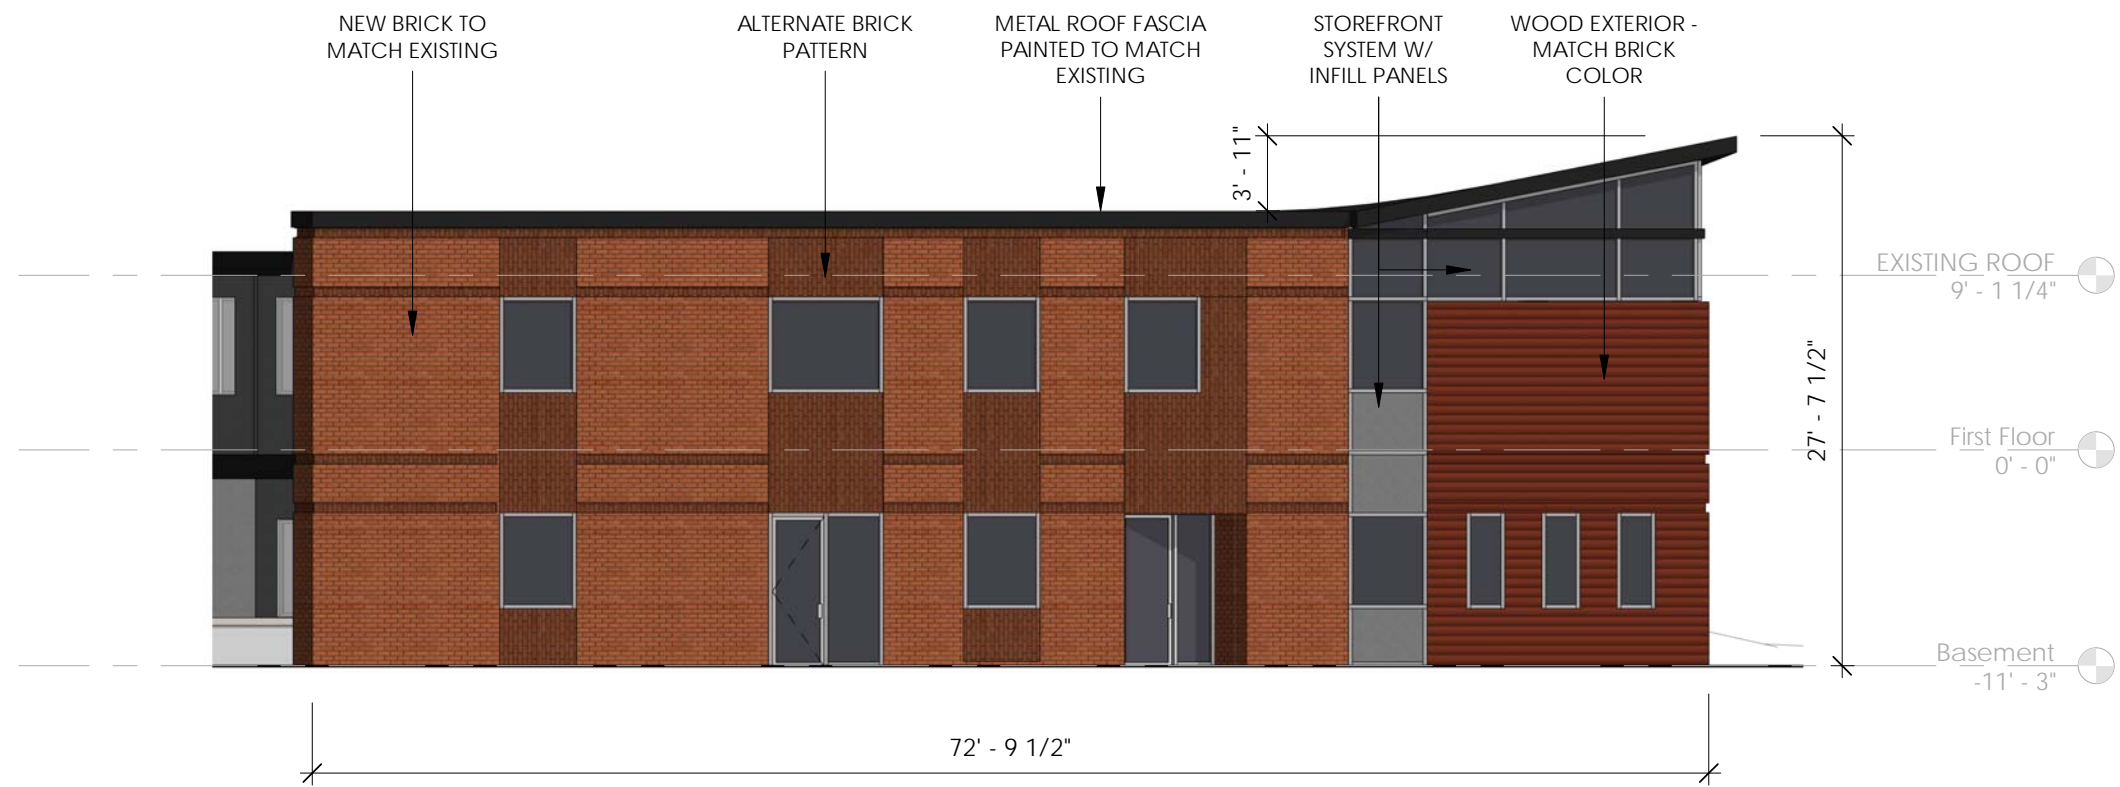 NEW BRICK TO
MATCH EXISTING
ALTERNATE BRICK
PATTERN
METAL ROOF FASCIA
PAINTED TO MATCH
EXISTING
STOREFRONT
SYSTEM W/
INFILL PANELS
WOOD EXTERIOR -
MATCH BRICK
COLOR
3' - 11"
EXISTING ROOF
9' - 1 1/4"
27' - 7 1/2"
First Floor
0' - 0"
Basement
-11' - 3"
72' - 9 1/2"